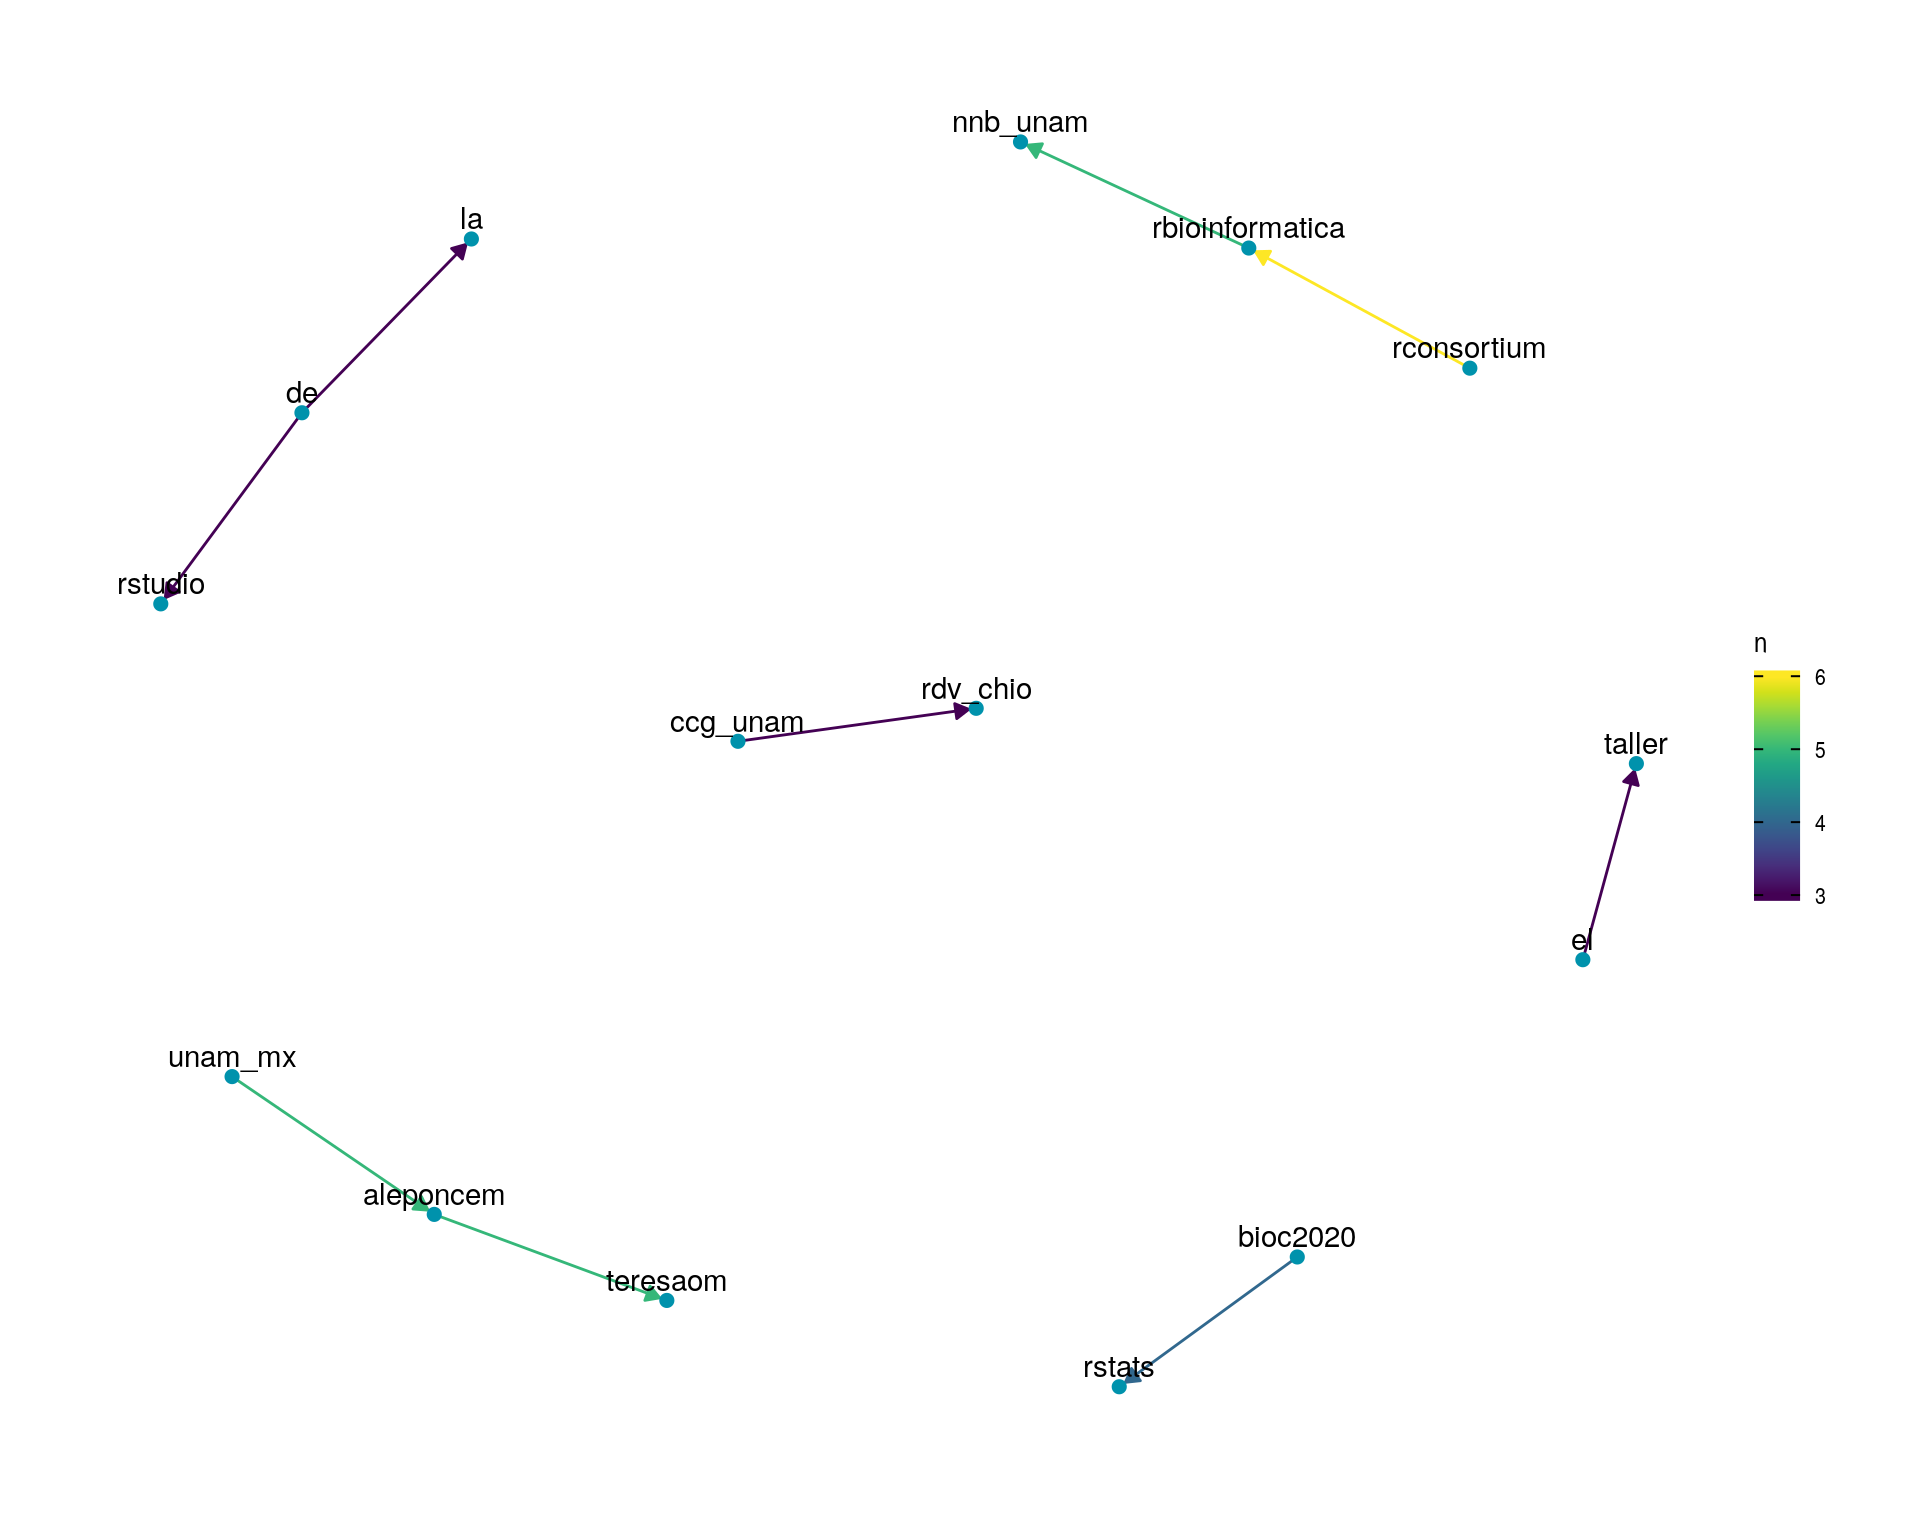 nnb_unam
la
rbioinformatica
rconsortium
de
rstudio
n
6
5
4
3
rdv_chio
ccg_unam
taller
el
unam_mx
aleponcem
teresaom
bioc2020
rstats